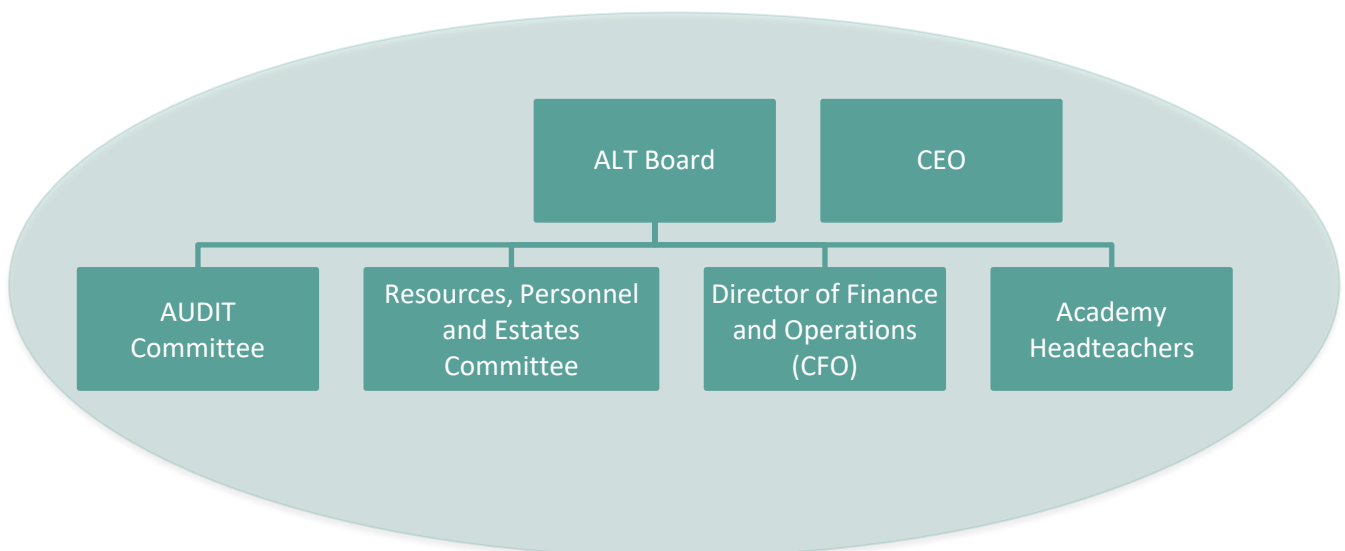 ALT Board
CEO
AUDIT
Committee
Resources, Personnel
and Estates
Committee
Director of Finance
and Operations
(CFO)
Academy
Headteachers